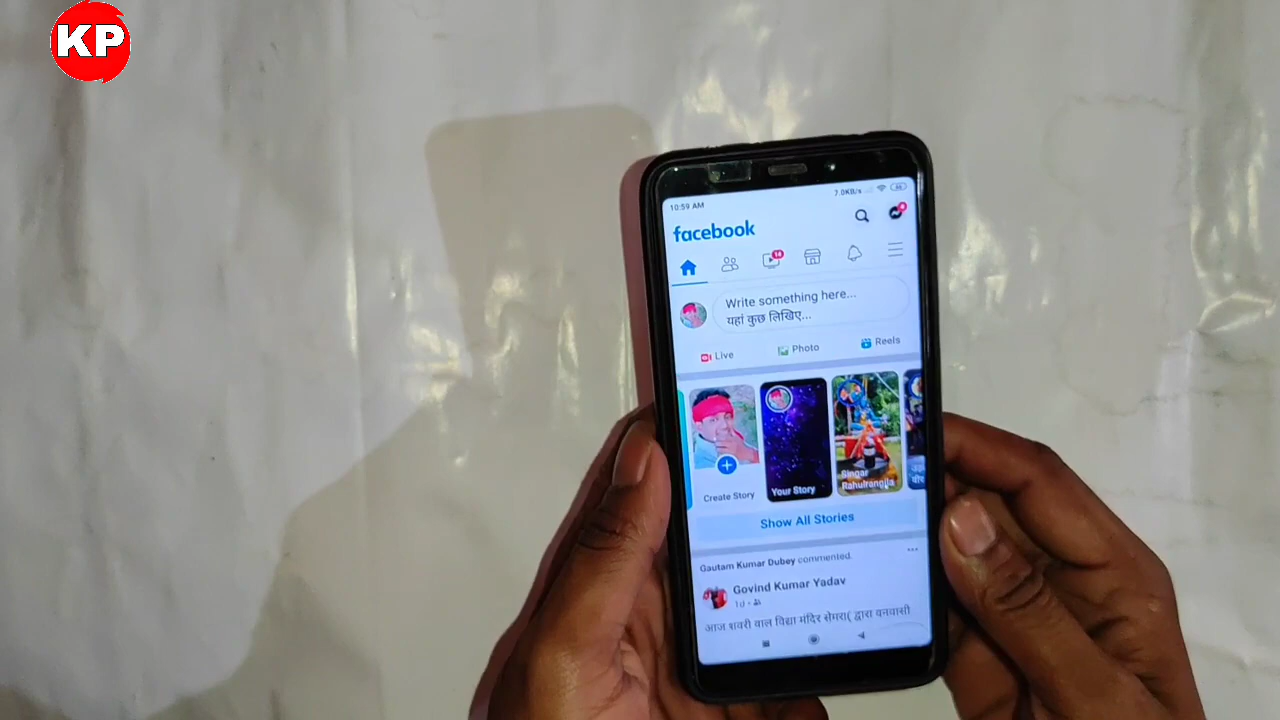 KP
10:59 AM
7.0KB/s
facebook
14
Write something here...
यहां कुछ लिखिए...
Live
Photo
Reels
Create Story
Your Story
Singar
Rahulrangila
Show All Stories
Gautam Kumar Dubey commented.
Govind Kumar Yadav
1d
आज शबरी वाल विद्या मंदिर सेमरा( द्वारा वनवासी